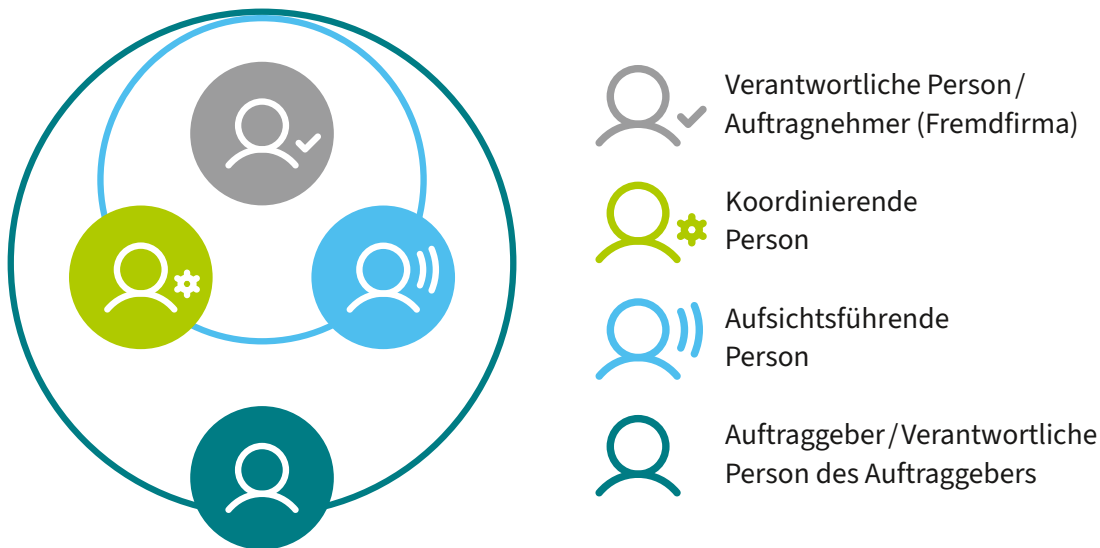 Verantwortliche Person/
Auftragnehmer (Fremdfirma)
Koordinierende
Person
Aufsichtsführende
Person
Auftraggeber/Verantwortliche
Person des Auftraggebers